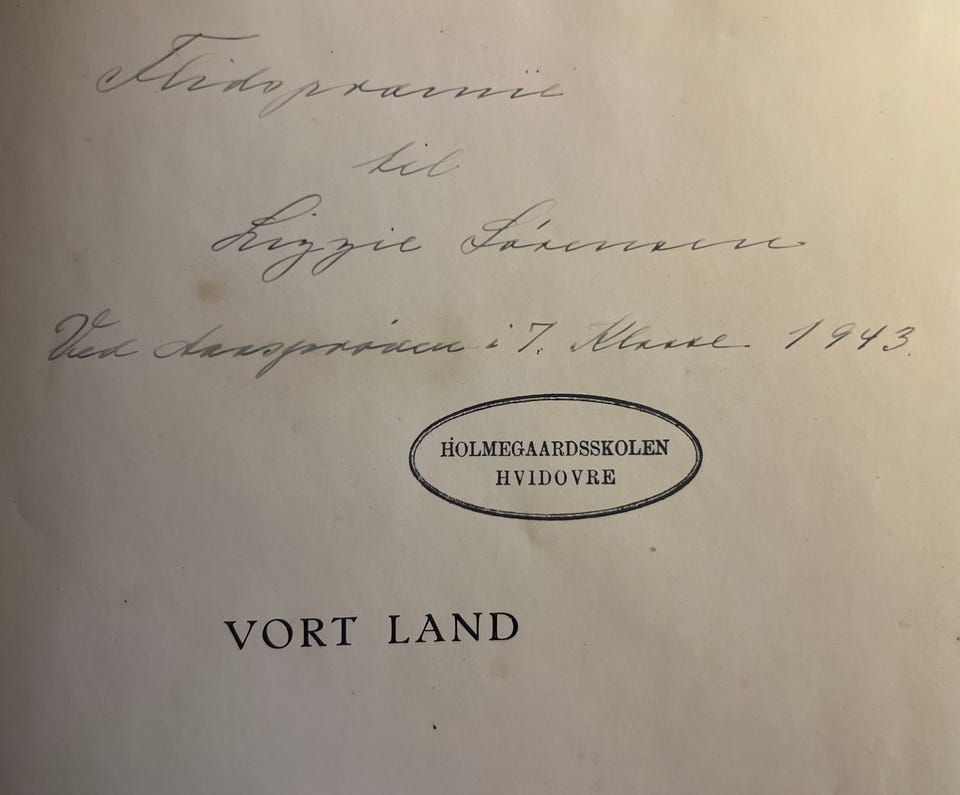 Flidspræmie
til
Lizzie Sørensen
Ved Aarsprøven i 7. Klasse 1943.
HOLMEGAARDSSKOLEN
HVIDOVRE
VORT LAND